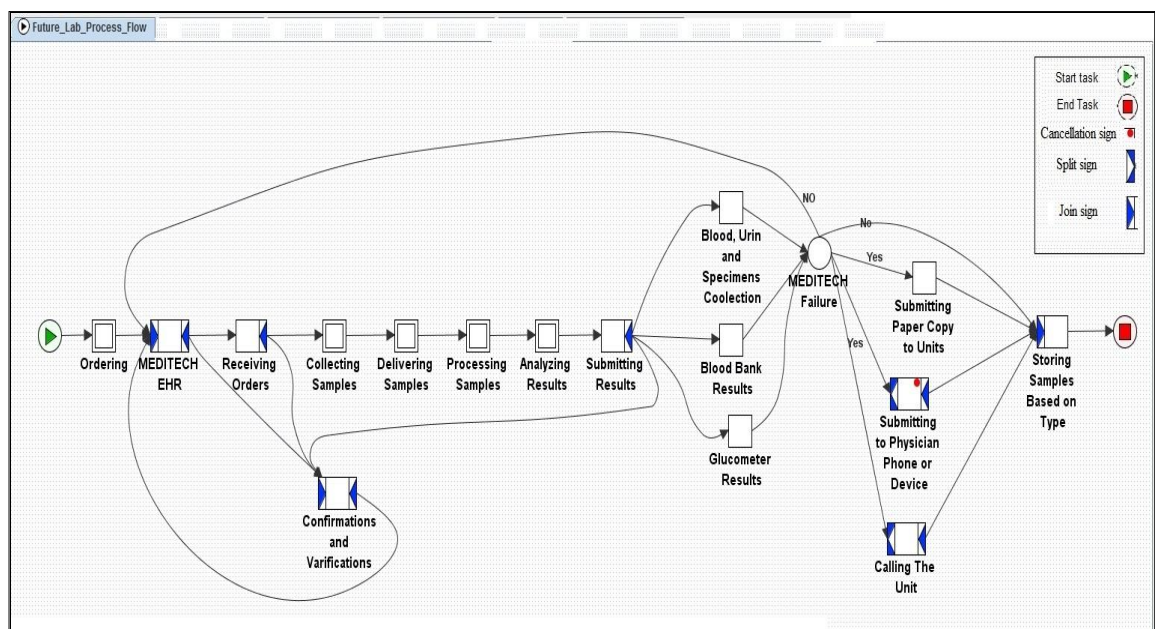 Future_Lab_Process_Flow
Start task
End Task
Cancellation sign
Split sign
Join sign
NO
No
Blood, Urin
and
Specimens
Coolection
MEDITECH
Failure
Yes
Submitting
Paper Copy
to Units
Ordering
MEDITECH
EHR
Receiving
Orders
Collecting
Samples
Delivering
Samples
Processing
Samples
Analyzing
Results
Submitting
Results
Blood Bank
Results
Yes
Storing
Samples
Based on
Type
Submitting
to Physician
Phone or
Device
Glucometer
Results
Confirmations
and
Varifications
Calling The
Unit